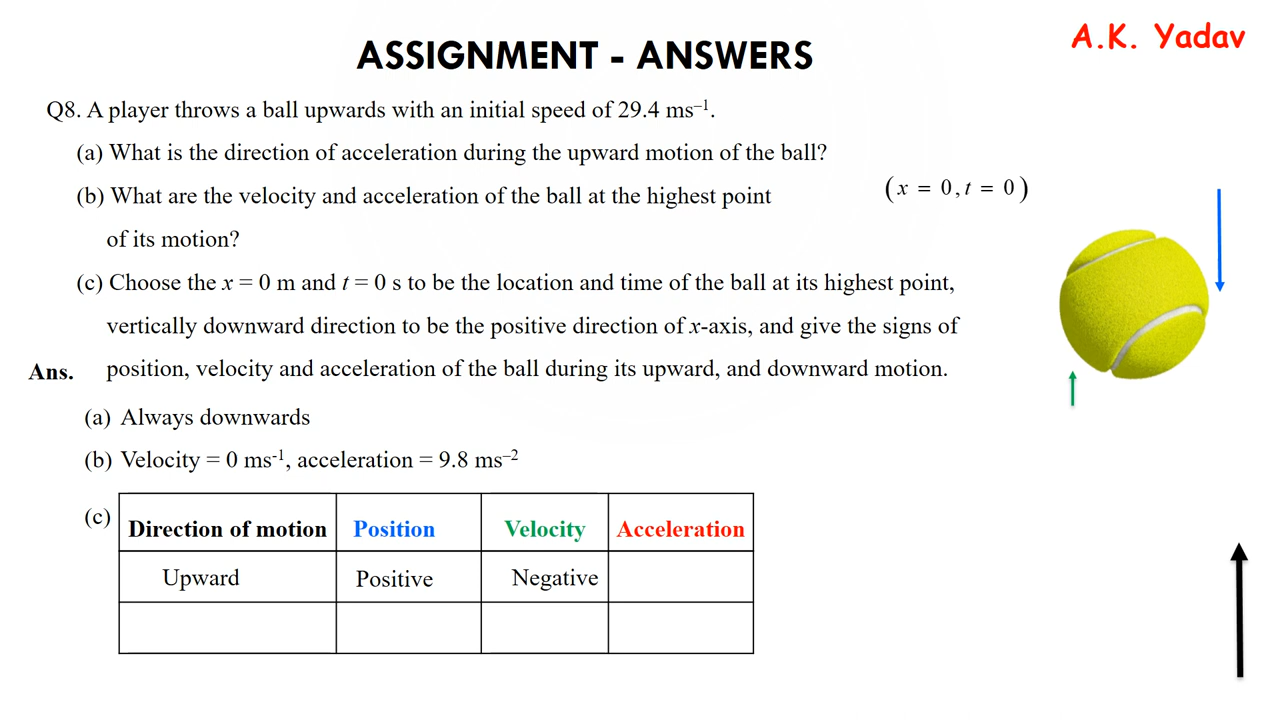 A.K. Yadav
ASSIGNMENT - ANSWERS
Q8. A player throws a ball upwards with an initial speed of 29.4 ms⁻¹.
(a) What is the direction of acceleration during the upward motion of the ball?
(b) What are the velocity and acceleration of the ball at the highest point
(x = 0, t = 0)
of its motion?
(c) Choose the x = 0 m and t = 0 s to be the location and time of the ball at its highest point,
vertically downward direction to be the positive direction of x-axis, and give the signs of
Ans. position, velocity and acceleration of the ball during its upward, and downward motion.
(a) Always downwards
(b) Velocity = 0 ms⁻¹, acceleration = 9.8 ms⁻²
(c) Direction of motion Position Velocity Acceleration
Upward Positive Negative